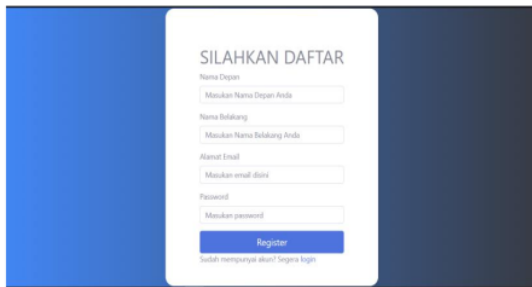 SILAHKAN DAFTAR
Nama Depan
Masukan Nama Depan Anda
Nama Belakang
Masukan Nama Belakang Anda
Alamat Email
Masukan email disini
Password
Masukan password
Register
Sudah mempunyai akun? Segera login